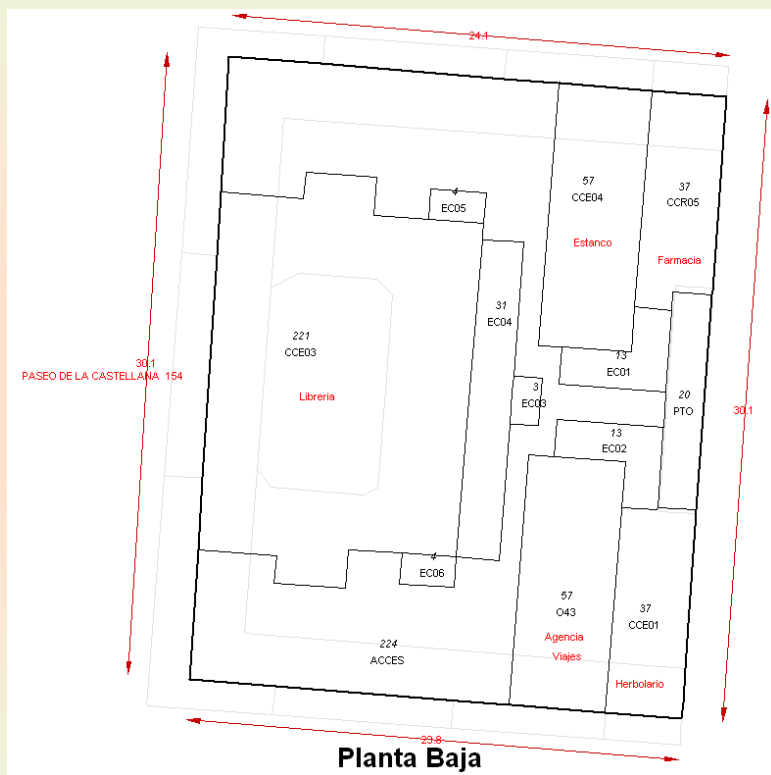 24.1
4
EC05
57
CCE04
Estanco
37
CCR05
Farmacia
31
EC04
221
CCE03
Libreria
30.1
PASEO DE LA CASTELLANA 154
13
EC01
3
EC03
20
PTO
30.1
13
EC02
4
EC06
57
O43
Agencia
Viajes
37
CCE01
Herbolario
224
ACCES
23.8
Planta Baja